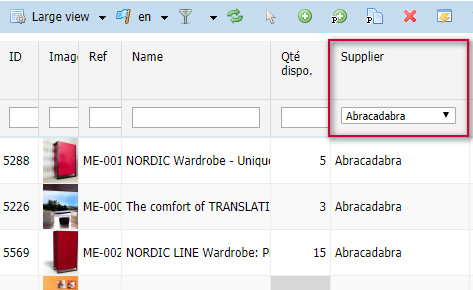 Large view en
ID Imag Ref Name Qté dispo. Supplier
Abracadabra
5288 ME-001 NORDIC Wardrobe - Unique 5 Abracadabra
5226 ME-000 The comfort of TRANSLATI 3 Abracadabra
5569 ME-002 NORDIC LINE Wardrobe: P 15 Abracadabra